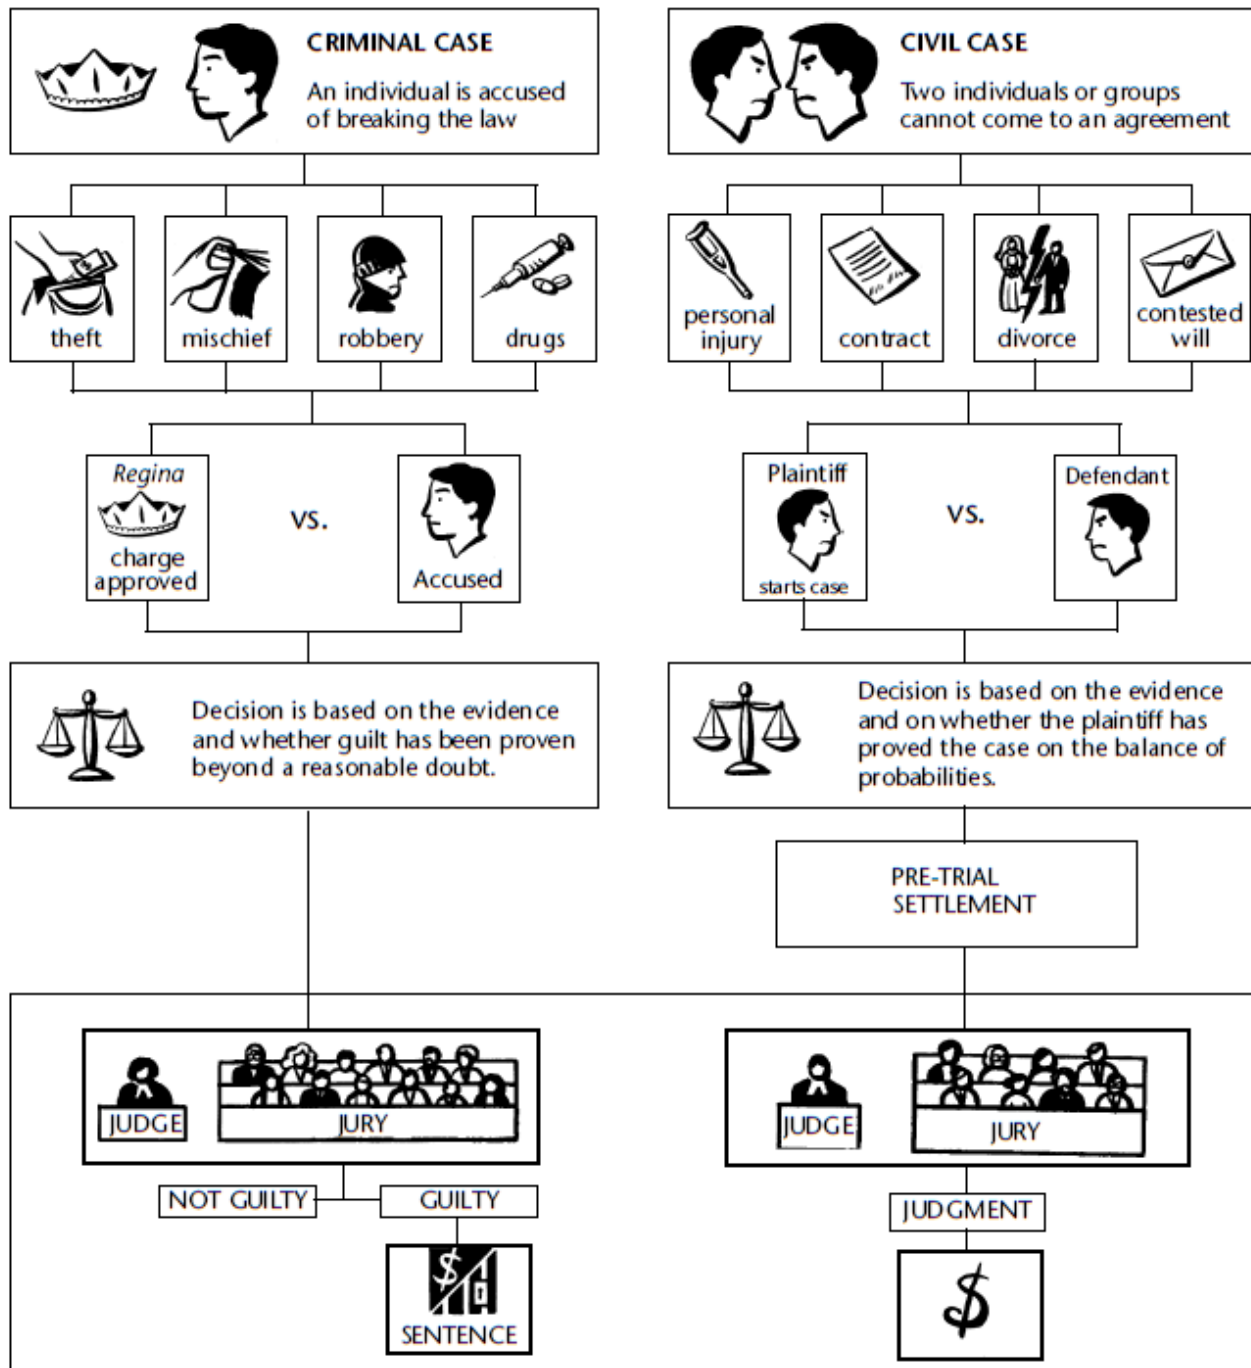 CRIMINAL CASE
An individual is accused
of breaking the law
theft
mischief
robbery
drugs
Regina
charge
approved
VS.
Accused
Decision is based on the evidence
and whether guilt has been proven
beyond a reasonable doubt.
CIVIL CASE
Two individuals or groups
cannot come to an agreement
personal
injury
contract
divorce
contested
will
Plaintiff
starts case
VS.
Defendant
Decision is based on the evidence
and on whether the plaintiff has
proved the case on the balance of
probabilities.
PRE-TRIAL
SETTLEMENT
JUDGE
JURY
NOT GUILTY
GUILTY
$
SENTENCE
JUDGE
JURY
JUDGMENT
$